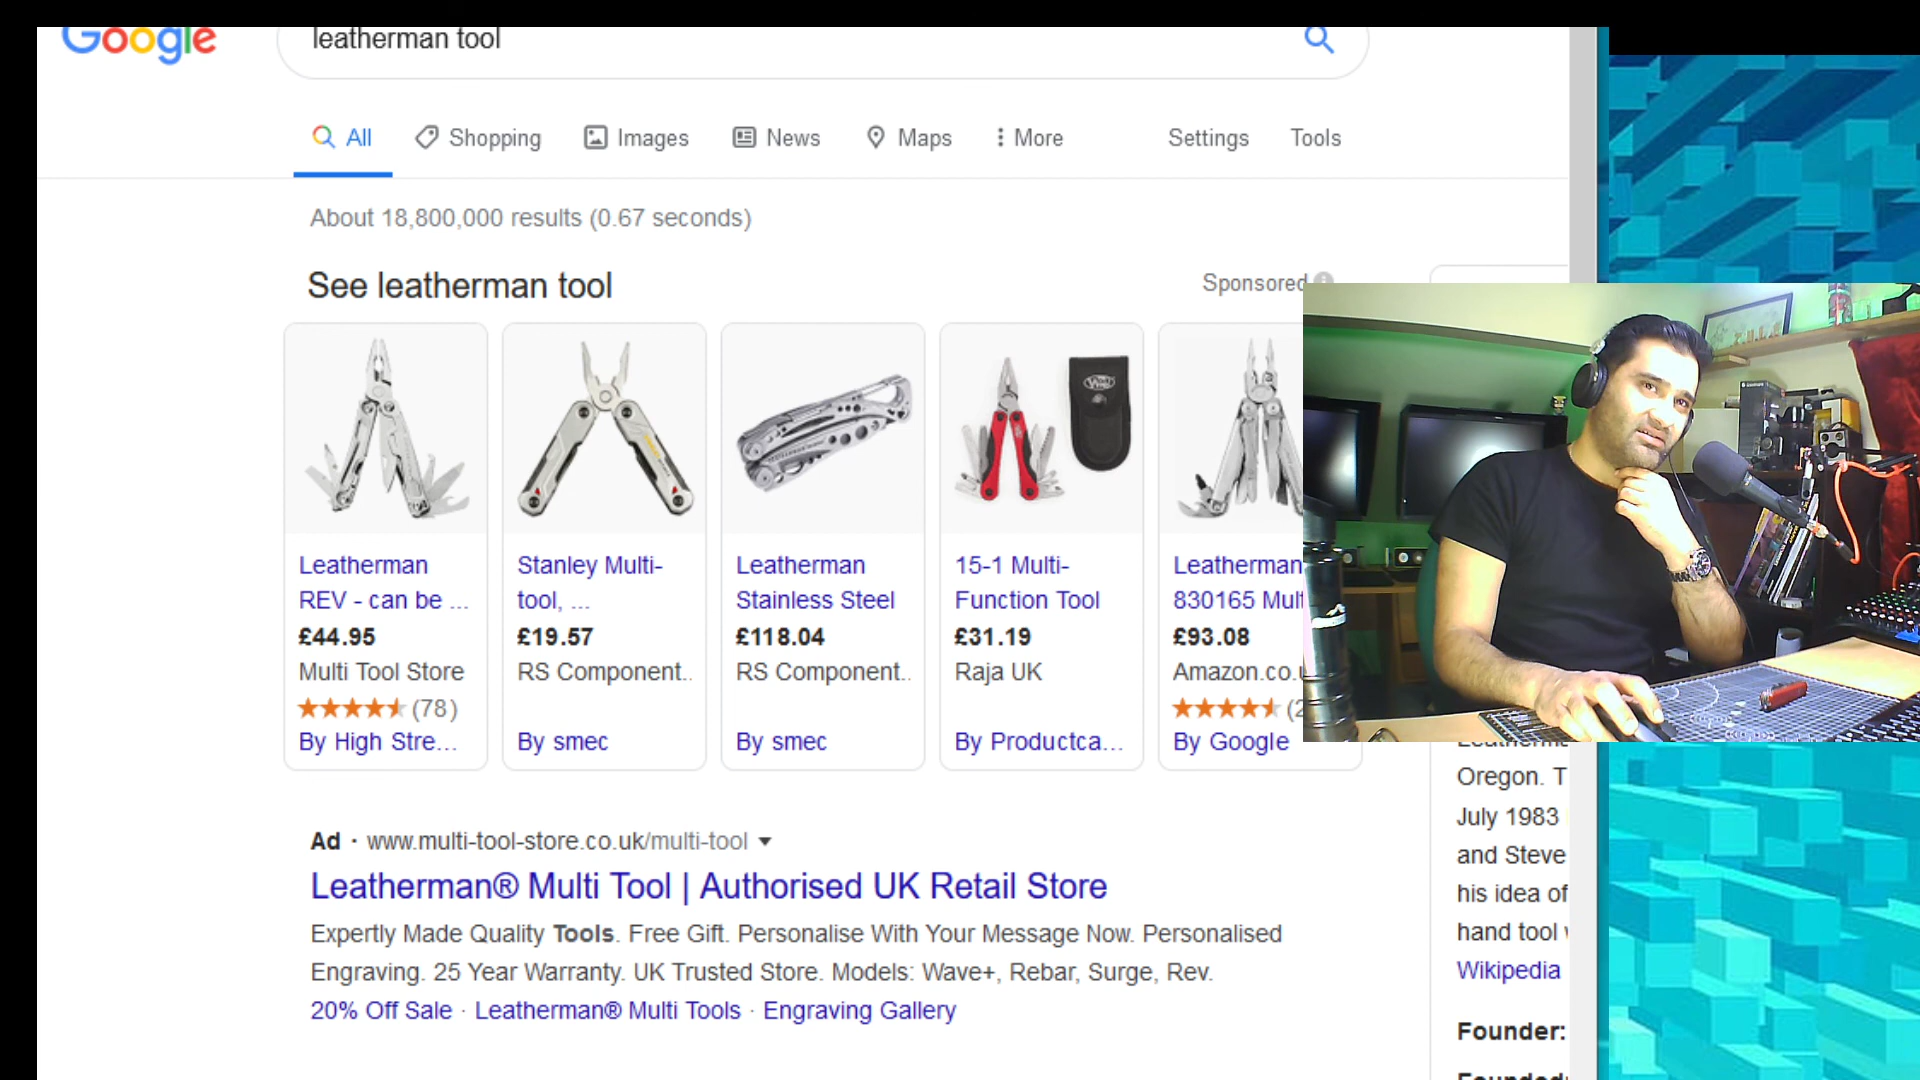 Google
leatherman tool
All Shopping Images News Maps More Settings Tools
About 18,800,000 results (0.67 seconds)
See leatherman tool
Sponsored
Leatherman
REV - can be ...
£44.95
Multi Tool Store
(78)
By High Stre...
Stanley Multi-
tool, ...
£19.57
RS Component..
By smec
Leatherman
Stainless Steel
£118.04
RS Component..
By smec
15-1 Multi-
Function Tool
£31.19
Raja UK
By Productca...
Leatherman
830165 Mul
£93.08
Amazon.co.
(2
By Google
Ad · www.multi-tool-store.co.uk/multi-tool
Leatherman® Multi Tool | Authorised UK Retail Store
Expertly Made Quality Tools. Free Gift. Personalise With Your Message Now. Personalised
Engraving. 25 Year Warranty. UK Trusted Store. Models: Wave+, Rebar, Surge, Rev.
20% Off Sale · Leatherman® Multi Tools · Engraving Gallery
Oregon. T
July 1983
and Steve
his idea of
hand tool
Wikipedia
Founder: